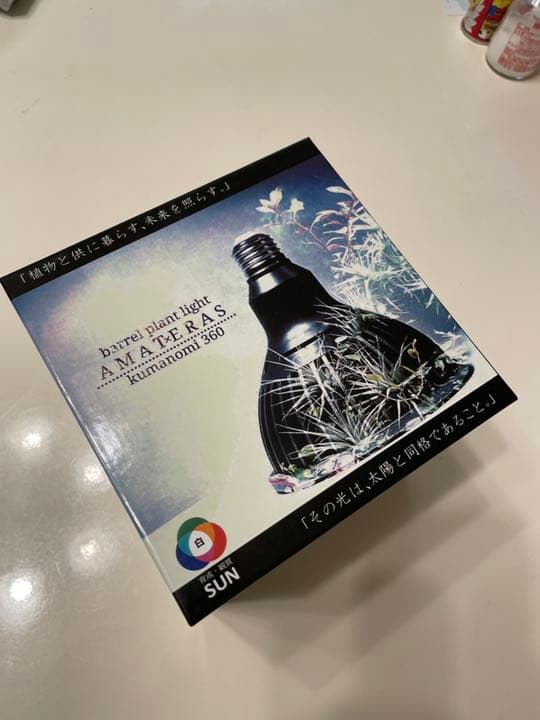 「植物と供に暮らす、未来を照らす。」
barrel plant light
AMATERAS
×
kumanomi 360
「その光は、太陽と同格であること。」
白
育成・観賞
SUN